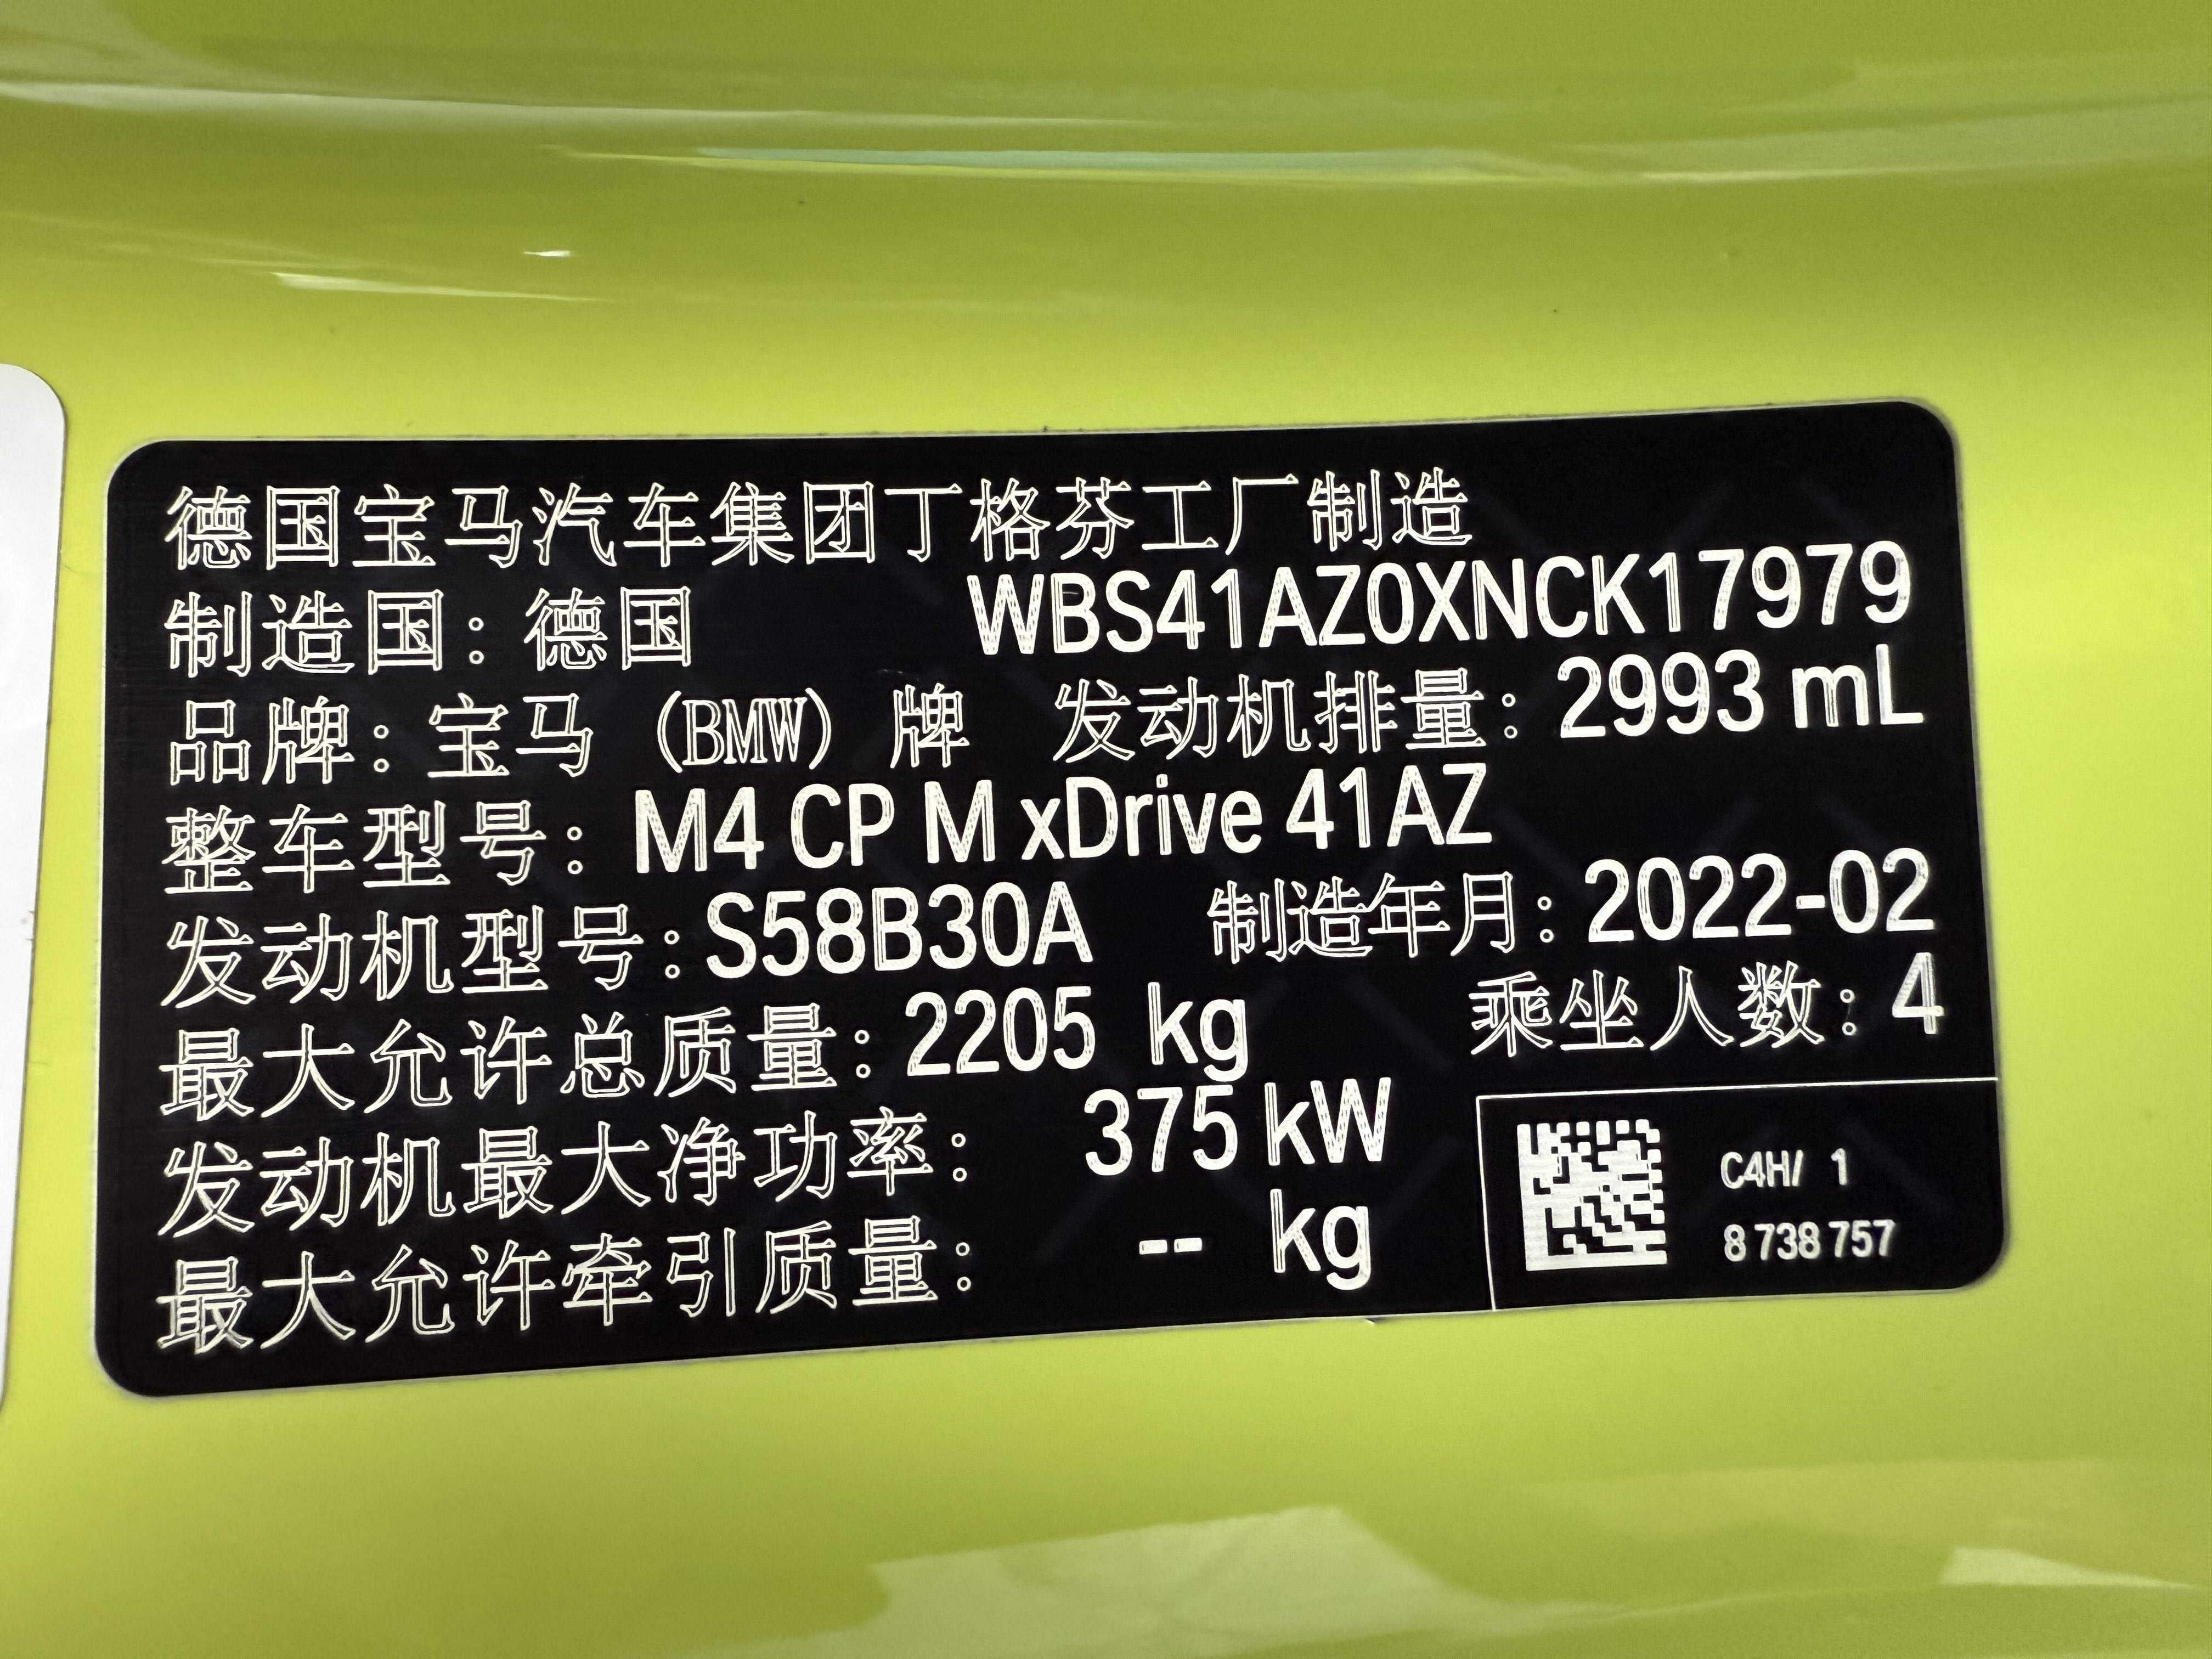 德国宝马汽车集团丁格芬工厂制造
制造国：德国 WBS41AZ0XNCK17979
品牌：宝马（BMW）牌 发动机排量：2993 mL
整车型号：M4 CP M xDrive 41AZ
发动机型号：S58B30A 制造年月：2022-02
最大允许总质量：2205 kg 乘坐人数：4
发动机最大净功率： 375 kW
最大允许牵引质量： -- kg
C4H/ 1
8 738 757